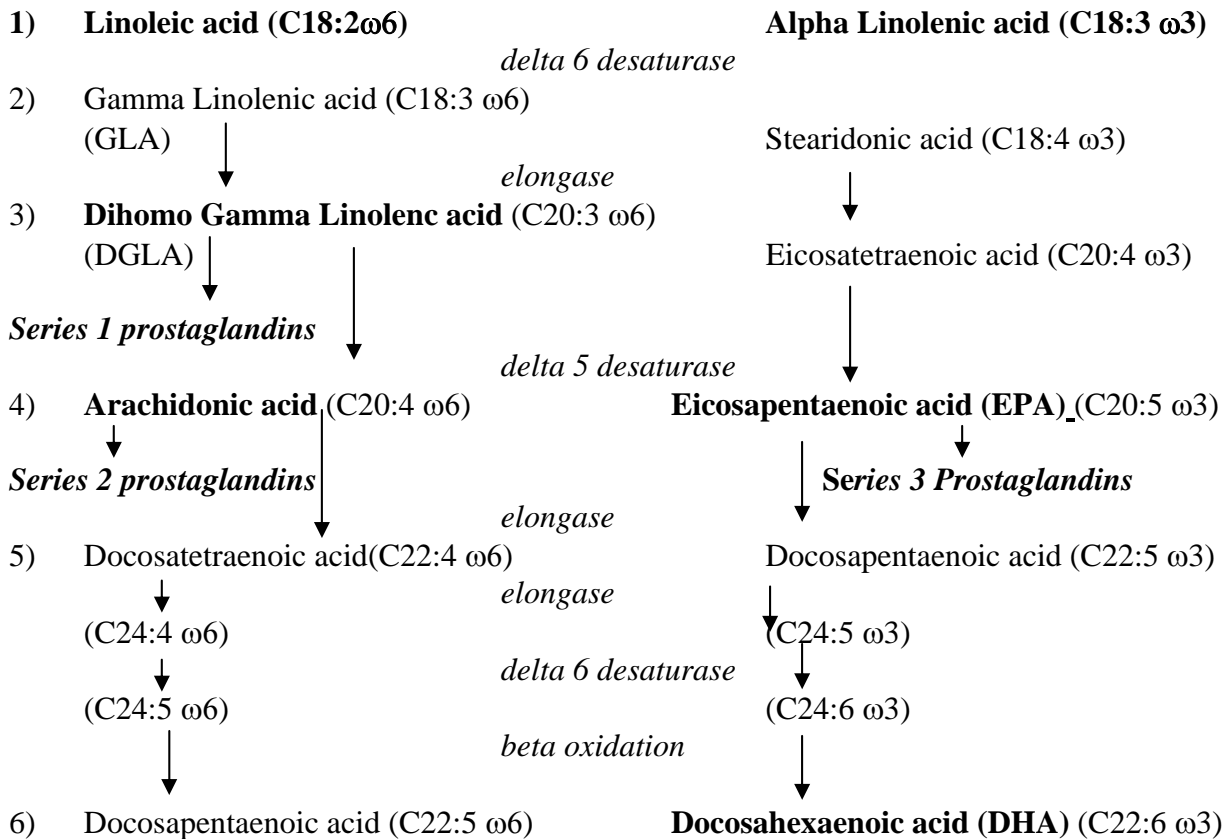 1) Linoleic acid (C18:2ω6) Alpha Linolenic acid (C18:3 ω3)
delta 6 desaturase
2) Gamma Linolenic acid (C18:3 ω6)
(GLA) Stearidonic acid (C18:4 ω3)
elongase
3) Dihomo Gamma Linolenc acid (C20:3 ω6)
(DGLA) Eicosatetraenoic acid (C20:4 ω3)
Series 1 prostaglandins
delta 5 desaturase
4) Arachidonic acid (C20:4 ω6) Eicosapentaenoic acid (EPA) (C20:5 ω3)
Series 2 prostaglandins Series 3 Prostaglandins
elongase
5) Docosatetraenoic acid(C22:4 ω6) Docosapentaenoic acid (C22:5 ω3)
elongase
(C24:4 ω6) (C24:5 ω3)
delta 6 desaturase
(C24:5 ω6) (C24:6 ω3)
beta oxidation
6) Docosapentaenoic acid (C22:5 ω6) Docosahexaenoic acid (DHA) (C22:6 ω3)